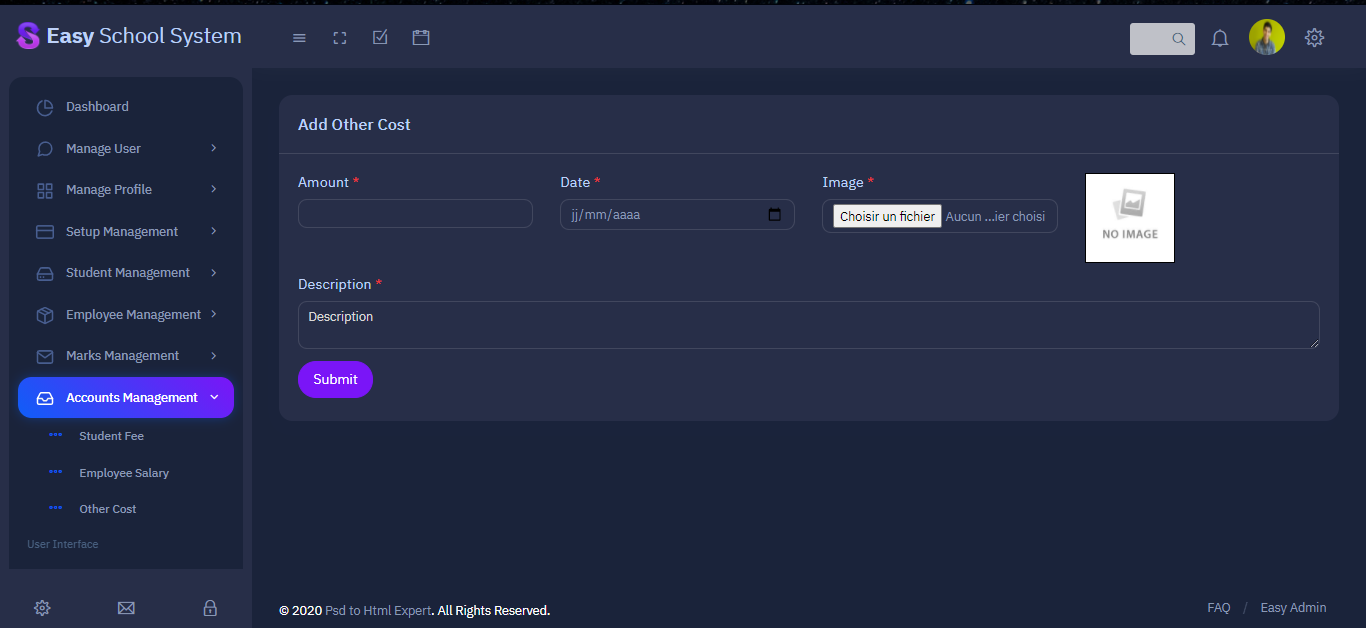 Easy School System
Dashboard
Manage User
Manage Profile
Setup Management
Student Management
Employee Management
Marks Management
Accounts Management
Student Fee
Employee Salary
Other Cost
User Interface
Add Other Cost
Amount *
Date *
Image *
jj/mm/aaaa
Choisir un fichier Aucun ...ier choisi
NO IMAGE
Description *
Description
Submit
© 2020 Psd to Html Expert. All Rights Reserved.
FAQ / Easy Admin